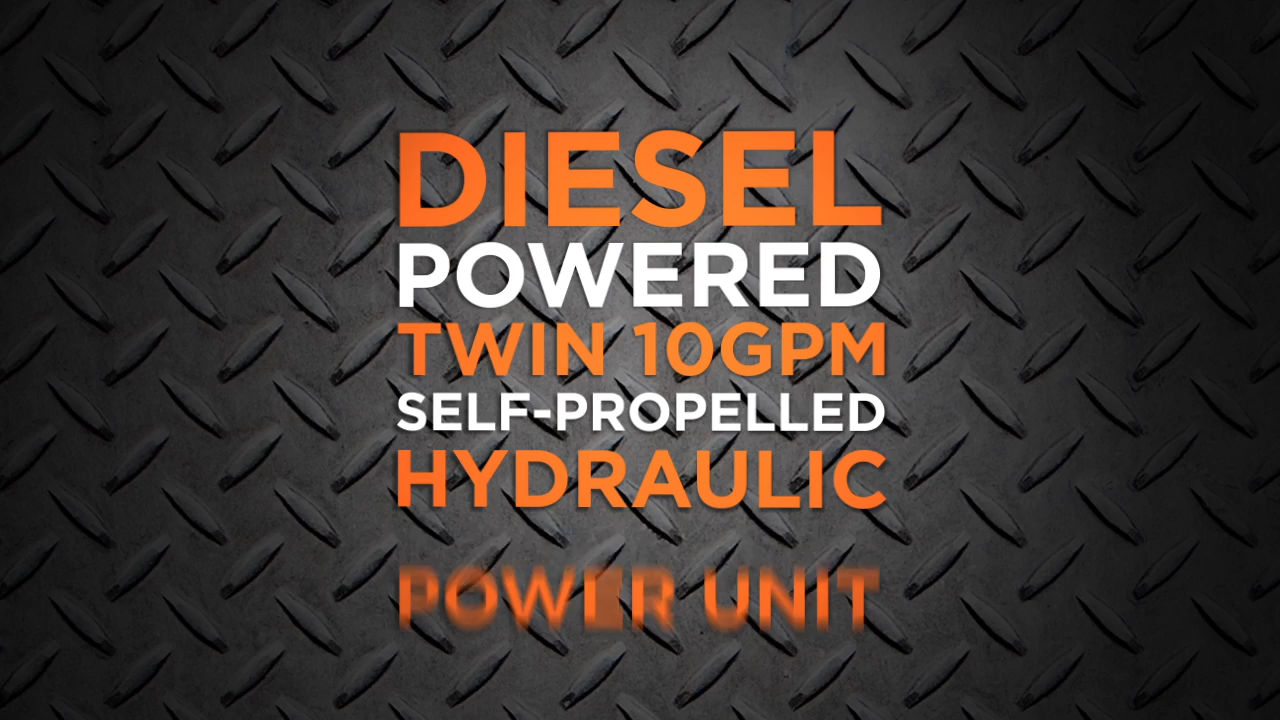 DIESEL
POWERED
TWIN 10GPM
SELF-PROPELLED
HYDRAULIC
POWER UNIT